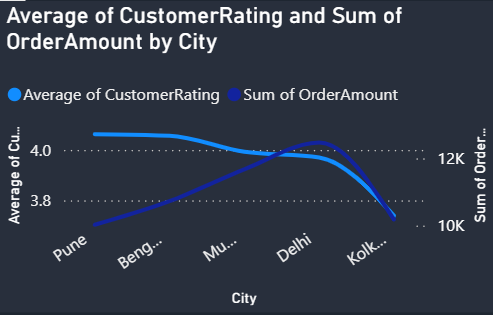 Average of CustomerRating and Sum of
OrderAmount by City
Average of CustomerRating
Sum of OrderAmount
Average of Cu...
4.0
3.8
12K
10K
Sum of Order...
Pune
Beng...
Mu...
Delhi
Kolk...
City